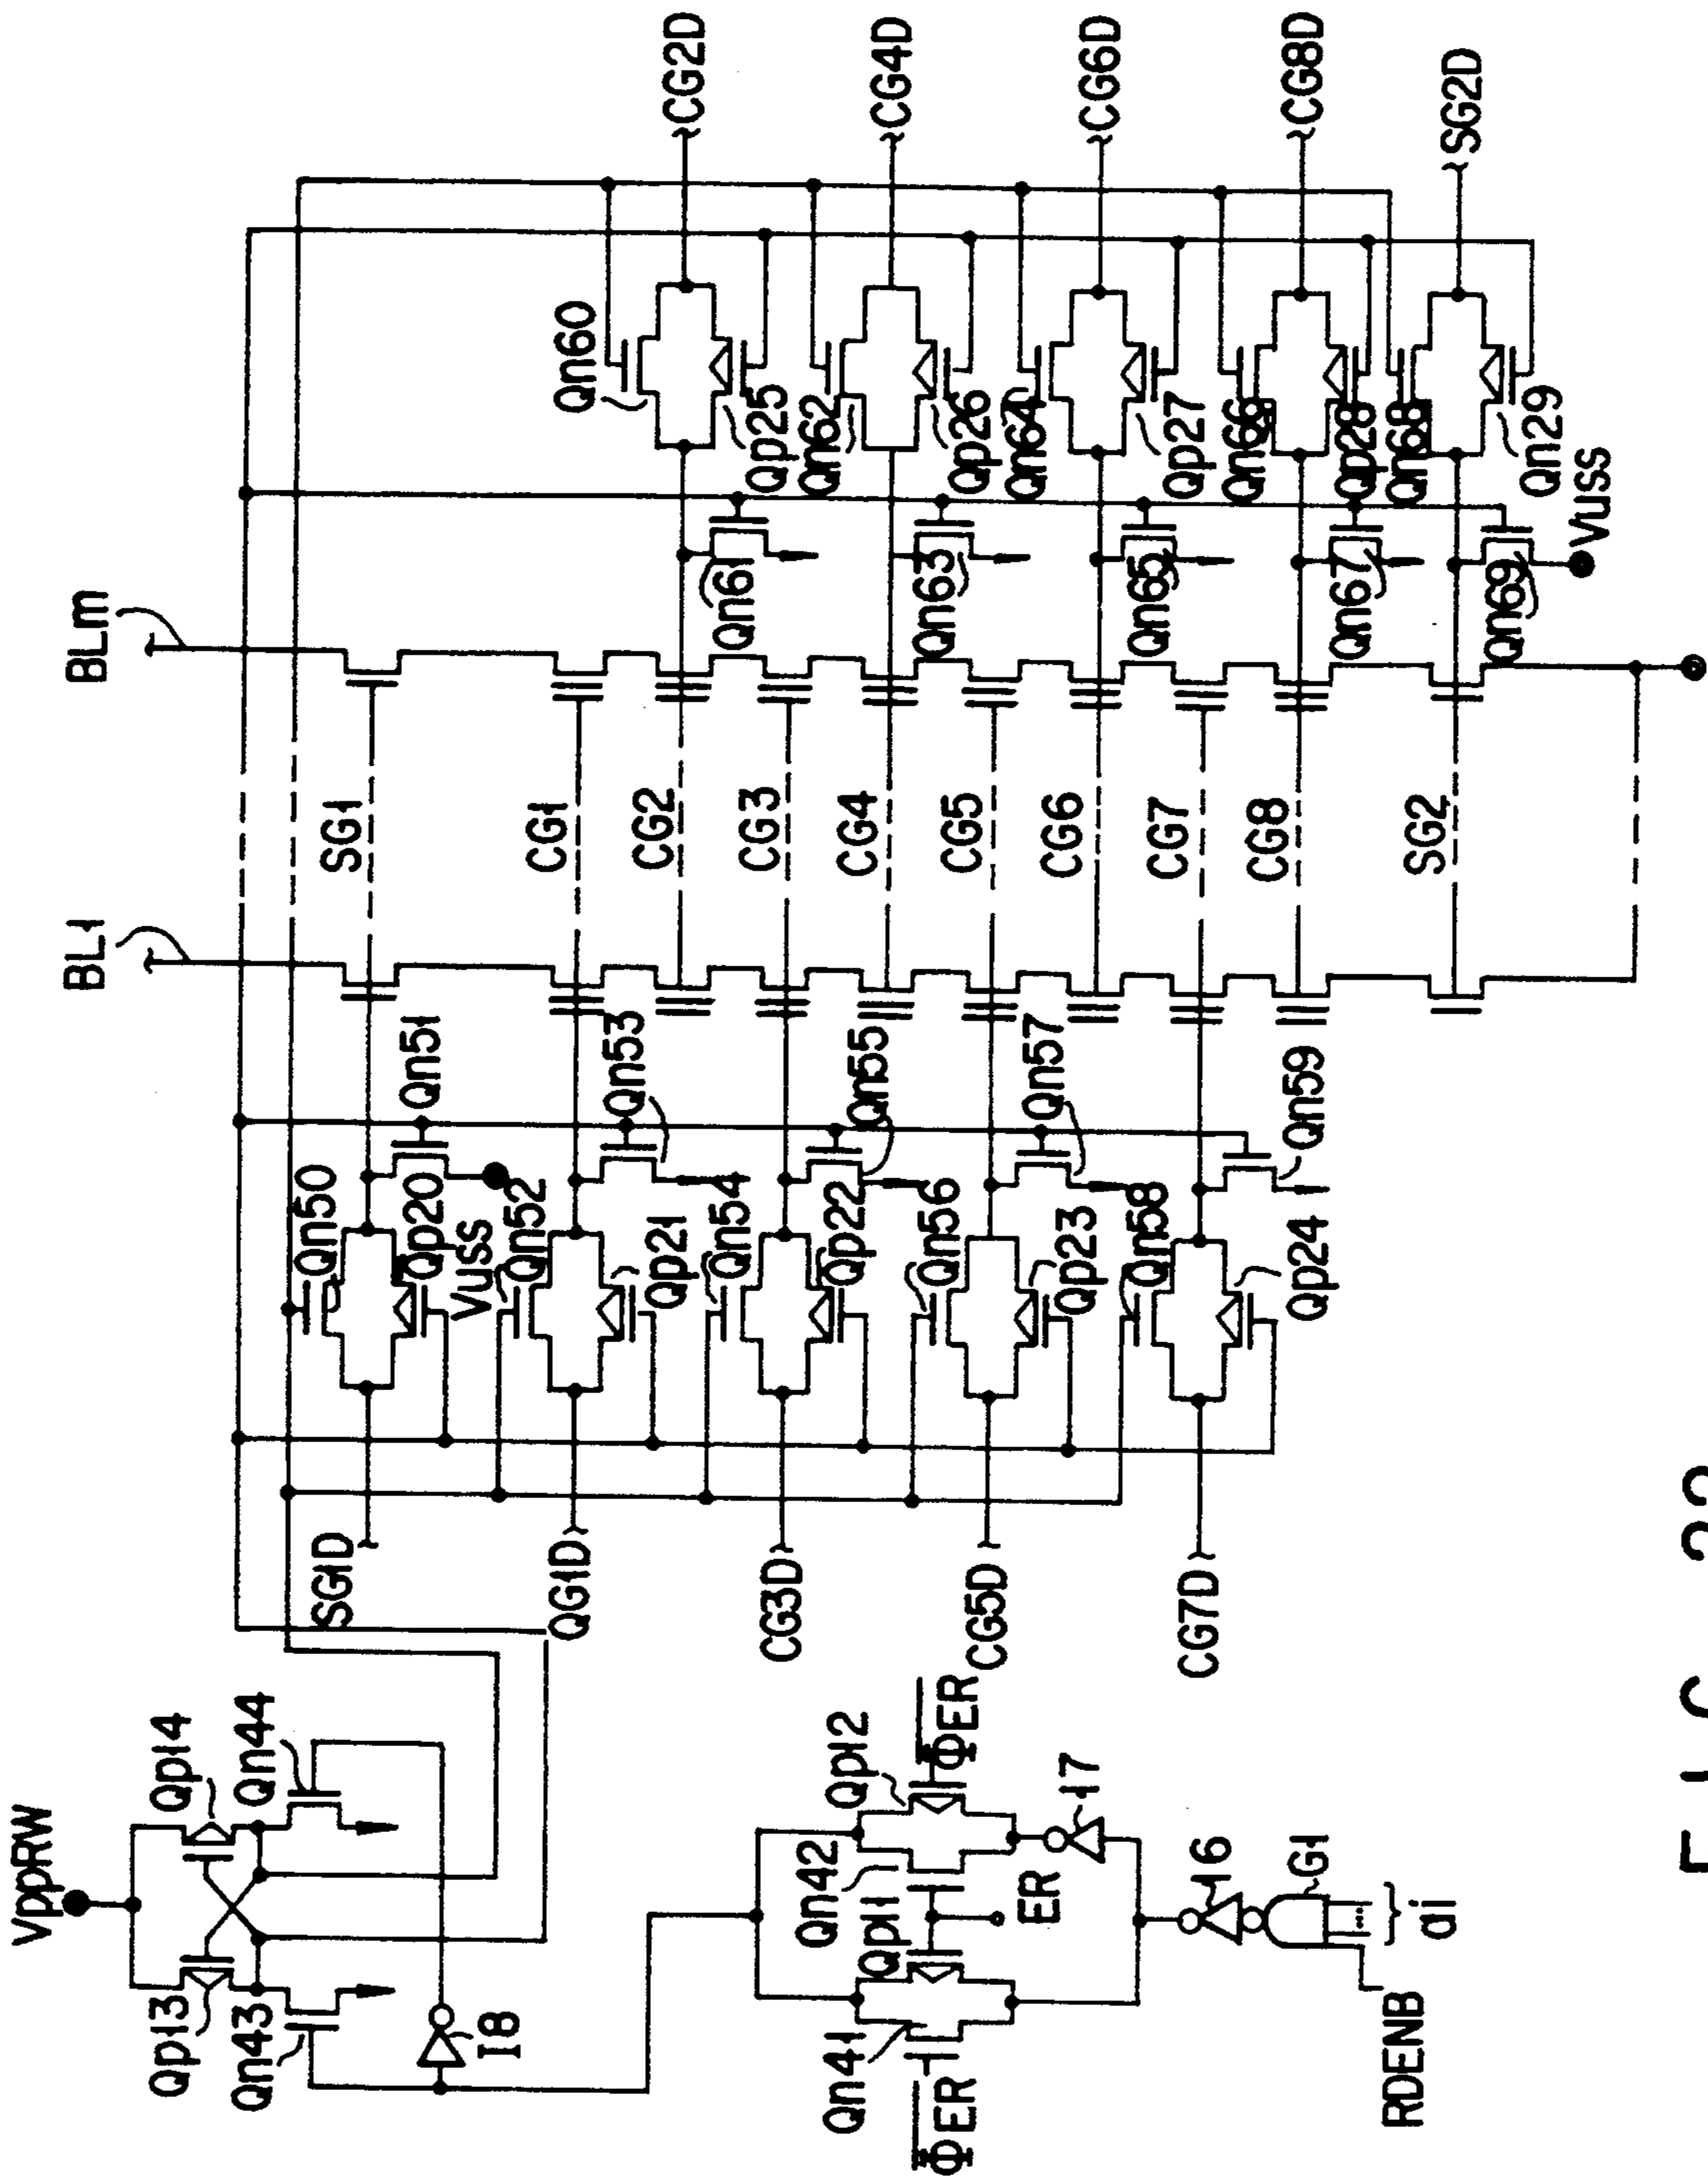 BL1
BLm
VppRW
Qp14
Qp13
Qn44
Qn43
I8
SG1D
QG1D
CG3D
CG5D
CG7D
Qn50
Qp20
Vuss
Qn51
Qn52
Qp21
Qn53
Qn54
Qp22
Qn55
Qn56
Qp23
Qn57
Qn58
Qp24
Qn59
SG1
CG1
CG2
CG3
CG4
CG5
CG6
CG7
CG8
SG2
Qn60
Qp25
Qn61
Qn62
Qp26
Qn63
Qn64
Qp27
Qn65
Qn66
Qp28
Qn67
Qn68
Qn29
Qn69
Vuss
CG2D
CG4D
CG6D
CG8D
SG2D
Qp12
Qn42
Qp11
Qn41
ΦER
ΦER
ER
I7
I6
G1
ai
RDENB